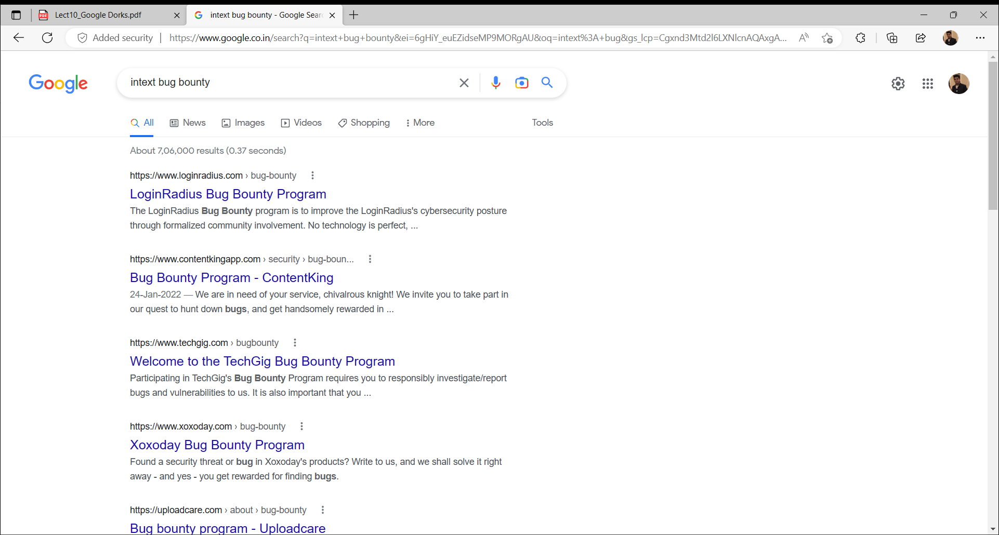 Lect10_Google Dorks.pdf
intext bug bounty - Google Sear
Added security
https://www.google.co.in/search?q=intext+bug+bounty&ei=6gHiY_euEZidseMP9MORgAU&oq=intext%3A+bug&gs_lcp=Cgxnd3Mtd2l6LXNlcnAQAxgA...
Google
intext bug bounty
All News Images Videos Shopping More Tools
About 7,06,000 results (0.37 seconds)
https://www.loginradius.com › bug-bounty
LoginRadius Bug Bounty Program
The LoginRadius Bug Bounty program is to improve the LoginRadius's cybersecurity posture
through formalized community involvement. No technology is perfect, ...
https://www.contentkingapp.com › security › bug-boun...
Bug Bounty Program - ContentKing
24-Jan-2022 — We are in need of your service, chivalrous knight! We invite you to take part in
our quest to hunt down bugs, and get handsomely rewarded in ...
https://www.techgig.com › bugbounty
Welcome to the TechGig Bug Bounty Program
Participating in TechGig's Bug Bounty Program requires you to responsibly investigate/report
bugs and vulnerabilities to us. It is also important that you ...
https://www.xoxoday.com › bug-bounty
Xoxoday Bug Bounty Program
Found a security threat or bug in Xoxoday's products? Write to us, and we shall solve it right
away - and yes - you get rewarded for finding bugs.
https://uploadcare.com › about › bug-bounty
Bug bounty program - Uploadcare